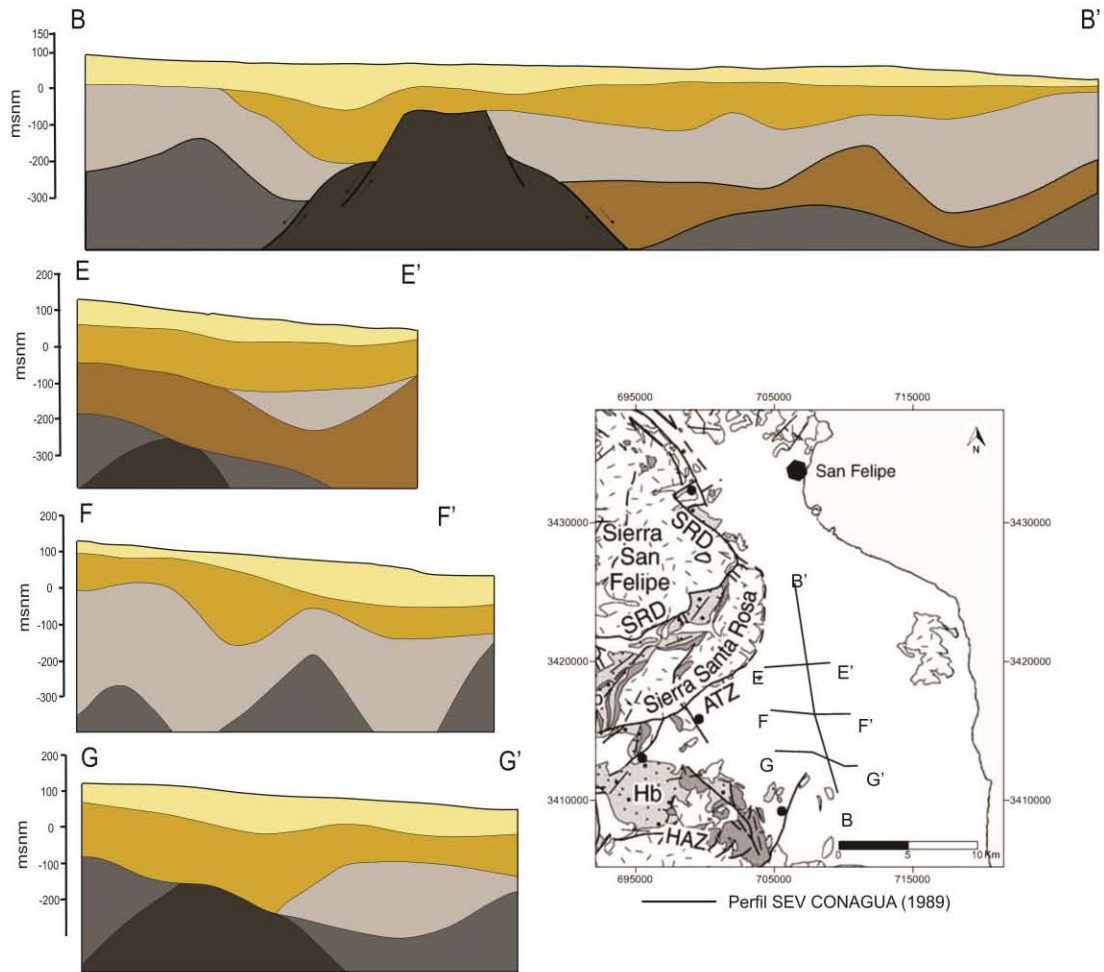 B B'
150
100
0
-100
-200
-300
msnm
E E'
200
100
0
-100
-200
-300
msnm
F F'
200
100
0
-100
-200
-300
msnm
G G'
200
100
0
-100
-200
msnm
695000 705000 715000
N
San Felipe
3430000 3430000
SRD
Sierra
San
Felipe
SRD
Sierra Santa Rosa
B'
3420000 3420000
E E'
ATZ
F F'
G G'
Hb
3410000 3410000
B
HAZ
0 5 10 Km
695000 705000 715000
Perfil SEV CONAGUA (1989)